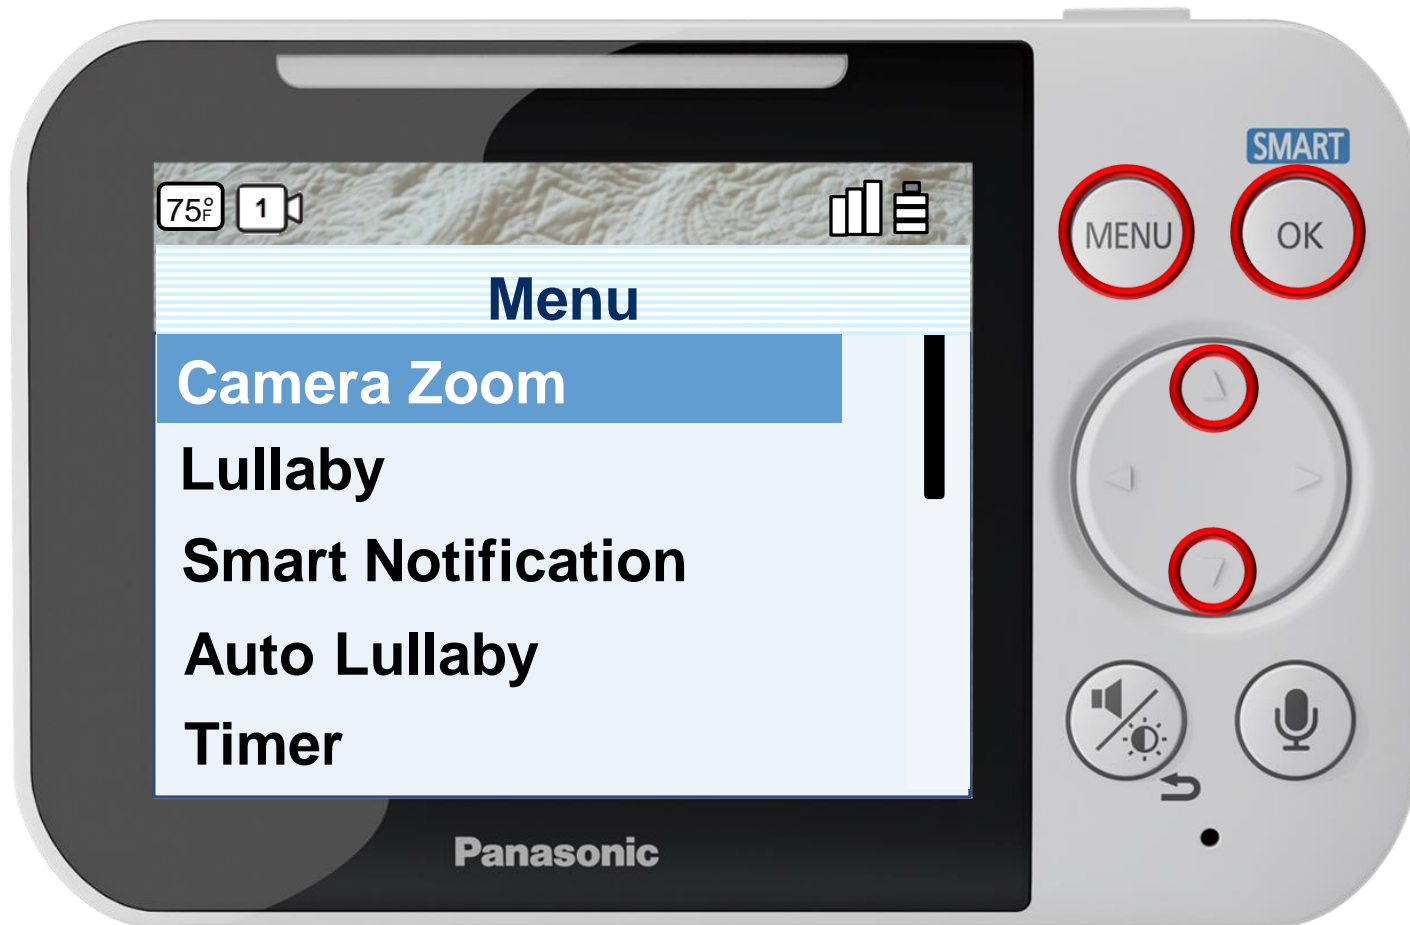 SMART
75°F 1
MENU OK
Menu
Camera Zoom
Lullaby
Smart Notification
Auto Lullaby
Timer
Panasonic